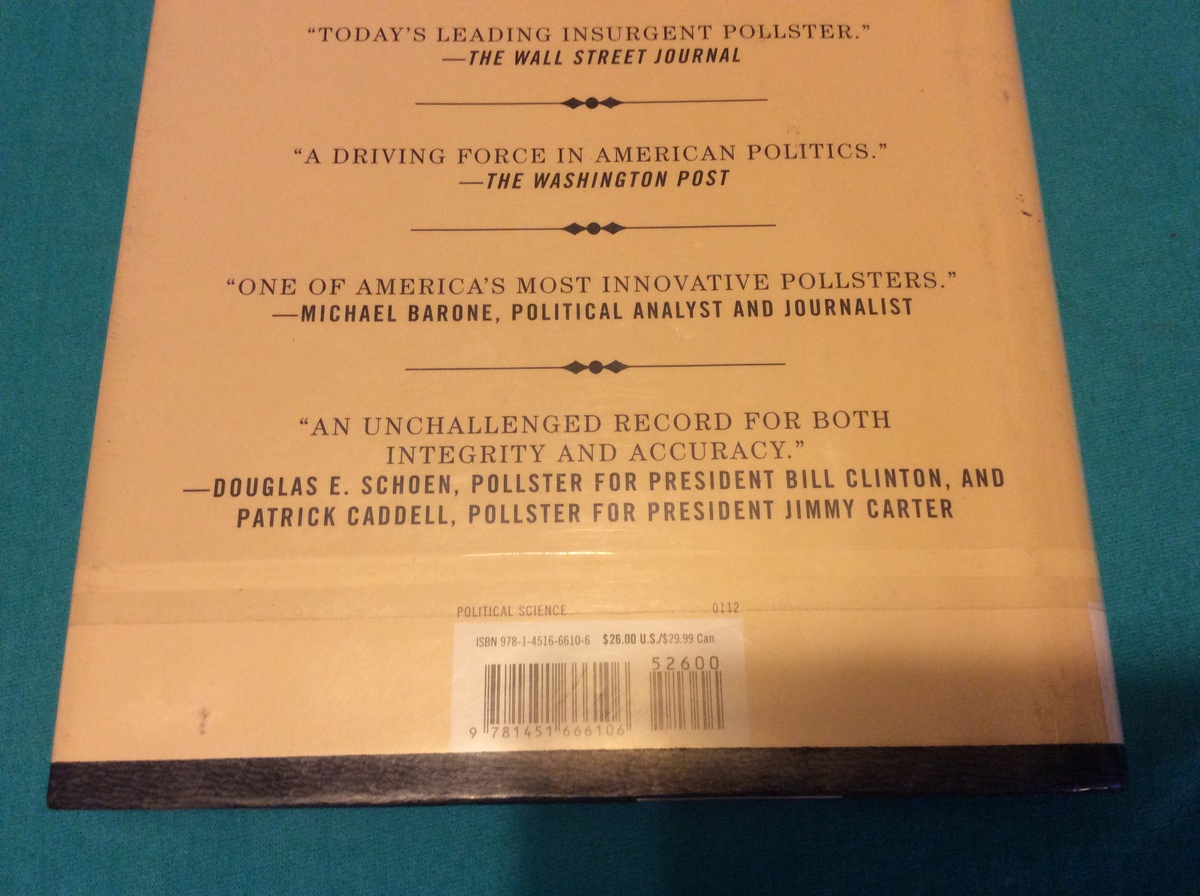 “TODAY’S LEADING INSURGENT POLLSTER.”
—THE WALL STREET JOURNAL
“A DRIVING FORCE IN AMERICAN POLITICS.”
—THE WASHINGTON POST
“ONE OF AMERICA’S MOST INNOVATIVE POLLSTERS.”
—MICHAEL BARONE, POLITICAL ANALYST AND JOURNALIST
“AN UNCHALLENGED RECORD FOR BOTH
INTEGRITY AND ACCURACY.”
—DOUGLAS E. SCHOEN, POLLSTER FOR PRESIDENT BILL CLINTON, AND
PATRICK CADDELL, POLLSTER FOR PRESIDENT JIMMY CARTER
POLITICAL SCIENCE 0112
ISBN 978-1-4516-6610-6 $26.00 U.S./$29.99 Can.
52600
9 781451 666106